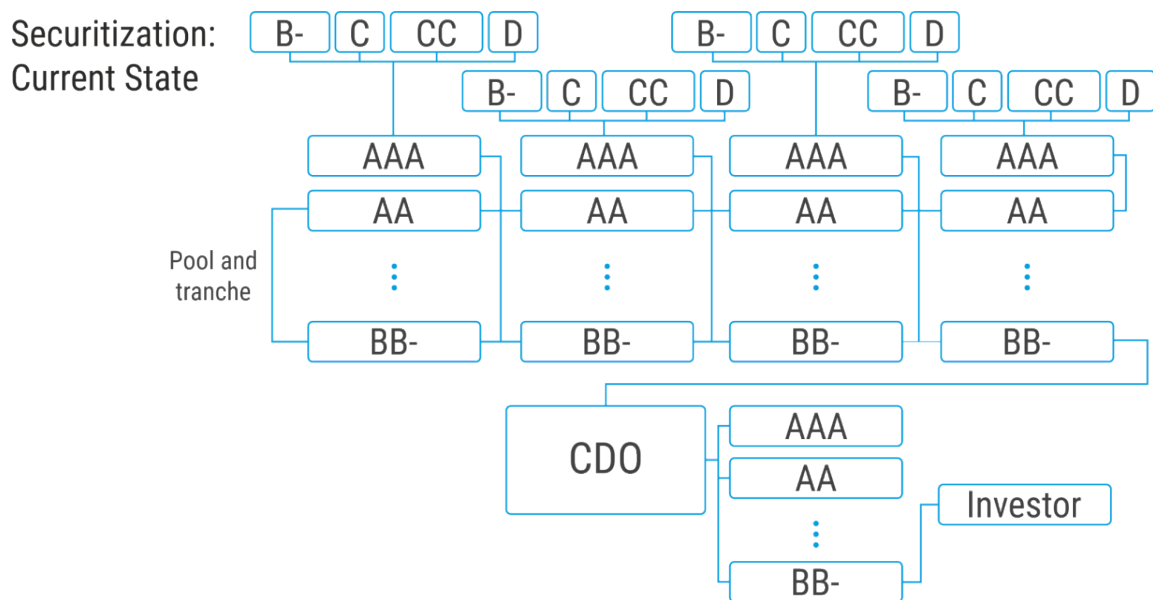 Securitization:
Current State
B- C CC D B- C CC D
B- C CC D B- C CC D
AAA AAA AAA AAA
AA AA AA AA
Pool and
tranche
BB- BB- BB- BB-
CDO
AAA
AA
BB-
Investor